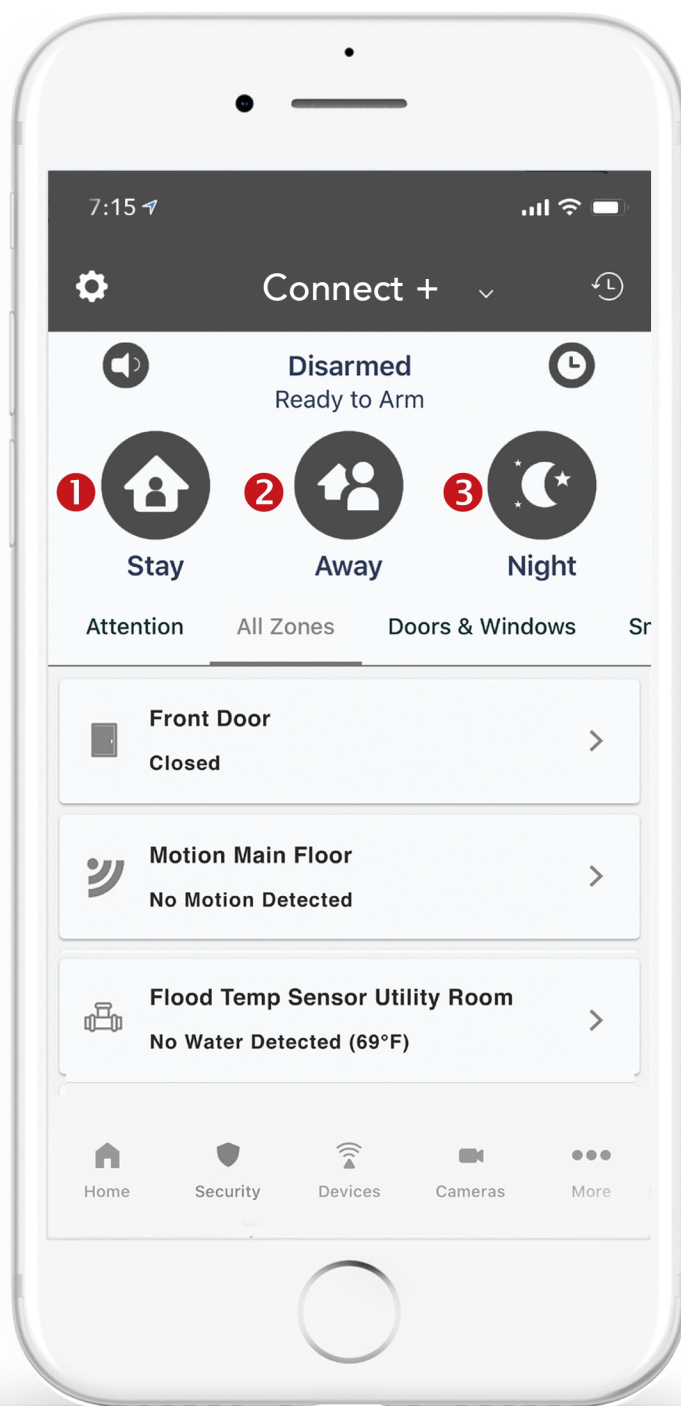 7:15
Connect +
Disarmed
Ready to Arm
1 2 3
Stay Away Night
Attention All Zones Doors & Windows Sr
Front Door
Closed
Motion Main Floor
No Motion Detected
Flood Temp Sensor Utility Room
No Water Detected (69°F)
Home Security Devices Cameras More